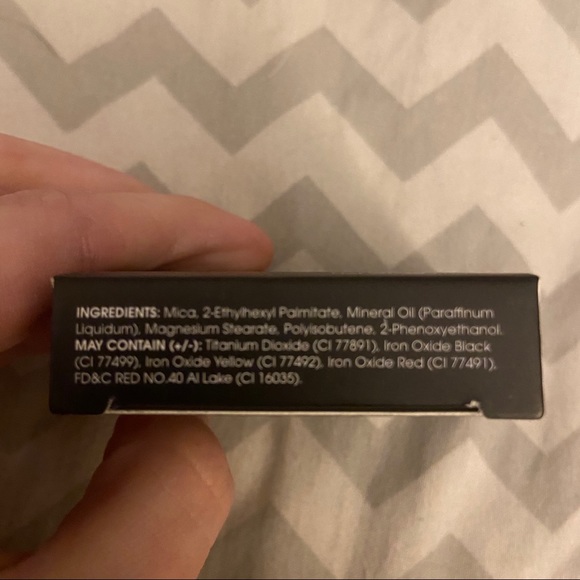 INGREDIENTS: Mica, 2-Ethylhexyl Palmitate, Mineral Oil (Paraffinum
Liquidum), Magnesium Stearate, Polyisobutene, 2-Phenoxyethanol.
MAY CONTAIN (+/-): Titanium Dioxide (CI 77891), Iron Oxide Black
(CI 77499), Iron Oxide Yellow (CI 77492), Iron Oxide Red (CI 77491),
FD&C RED NO.40 Al Lake (CI 16035).